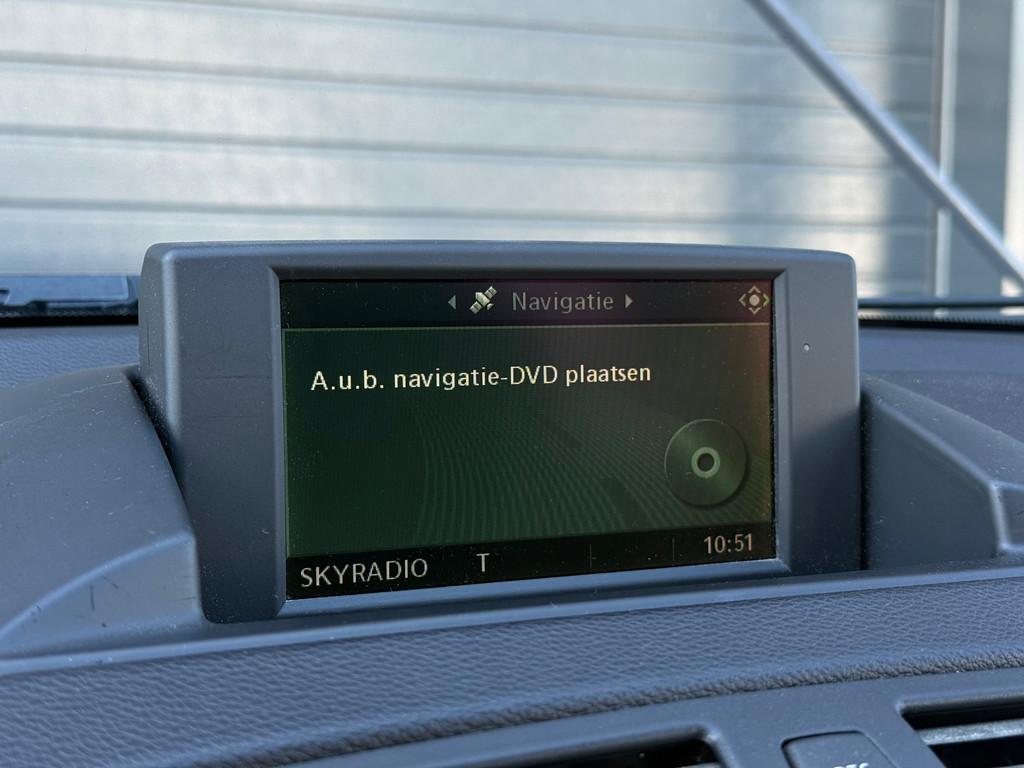 Navigatie
A.u.b. navigatie-DVD plaatsen
SKYRADIO T 10:51